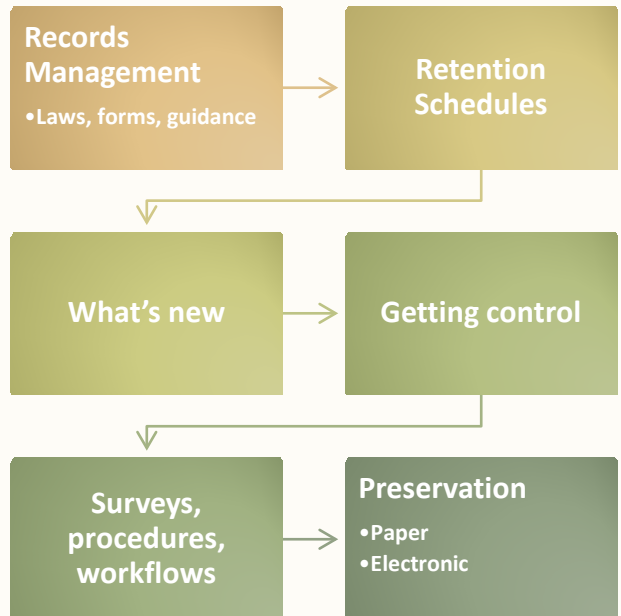 Records
Management
•Laws, forms, guidance
Retention
Schedules
What's new
Getting control
Surveys,
procedures,
workflows
Preservation
•Paper
•Electronic